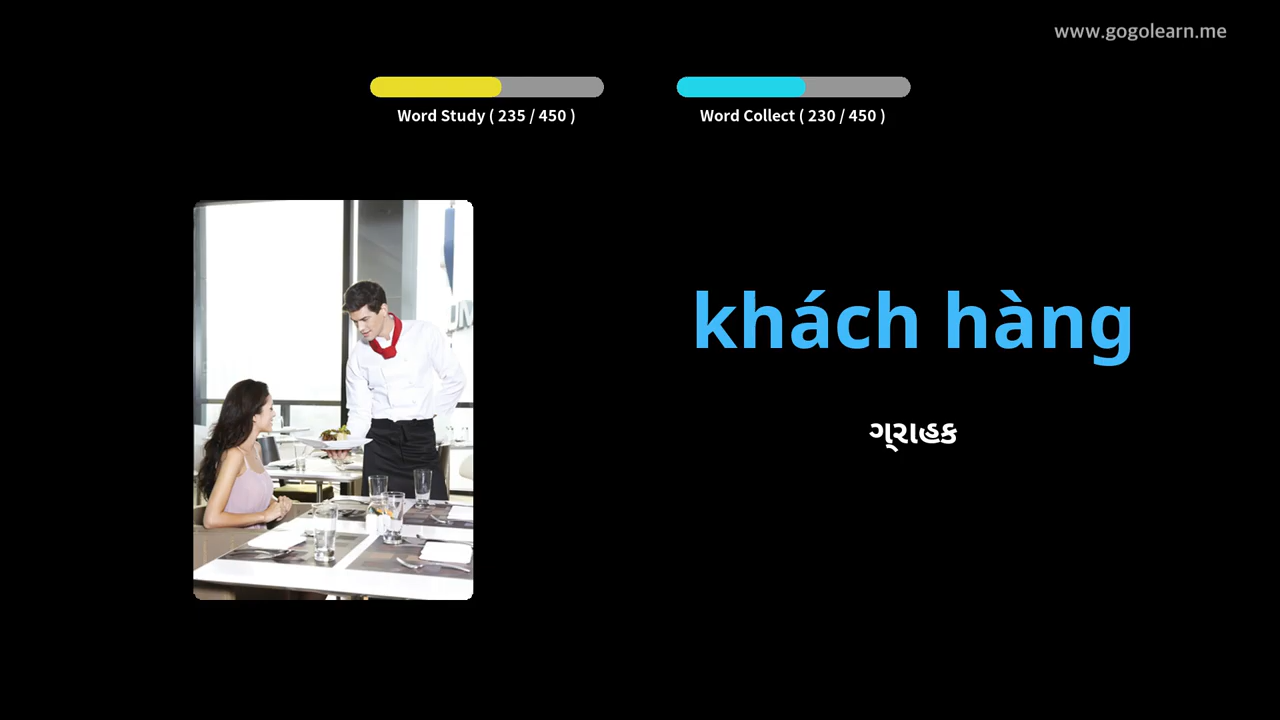 www.gogolearn.me
Word Study ( 235 / 450 )
Word Collect ( 230 / 450 )
khách hàng
ગ્રાહક